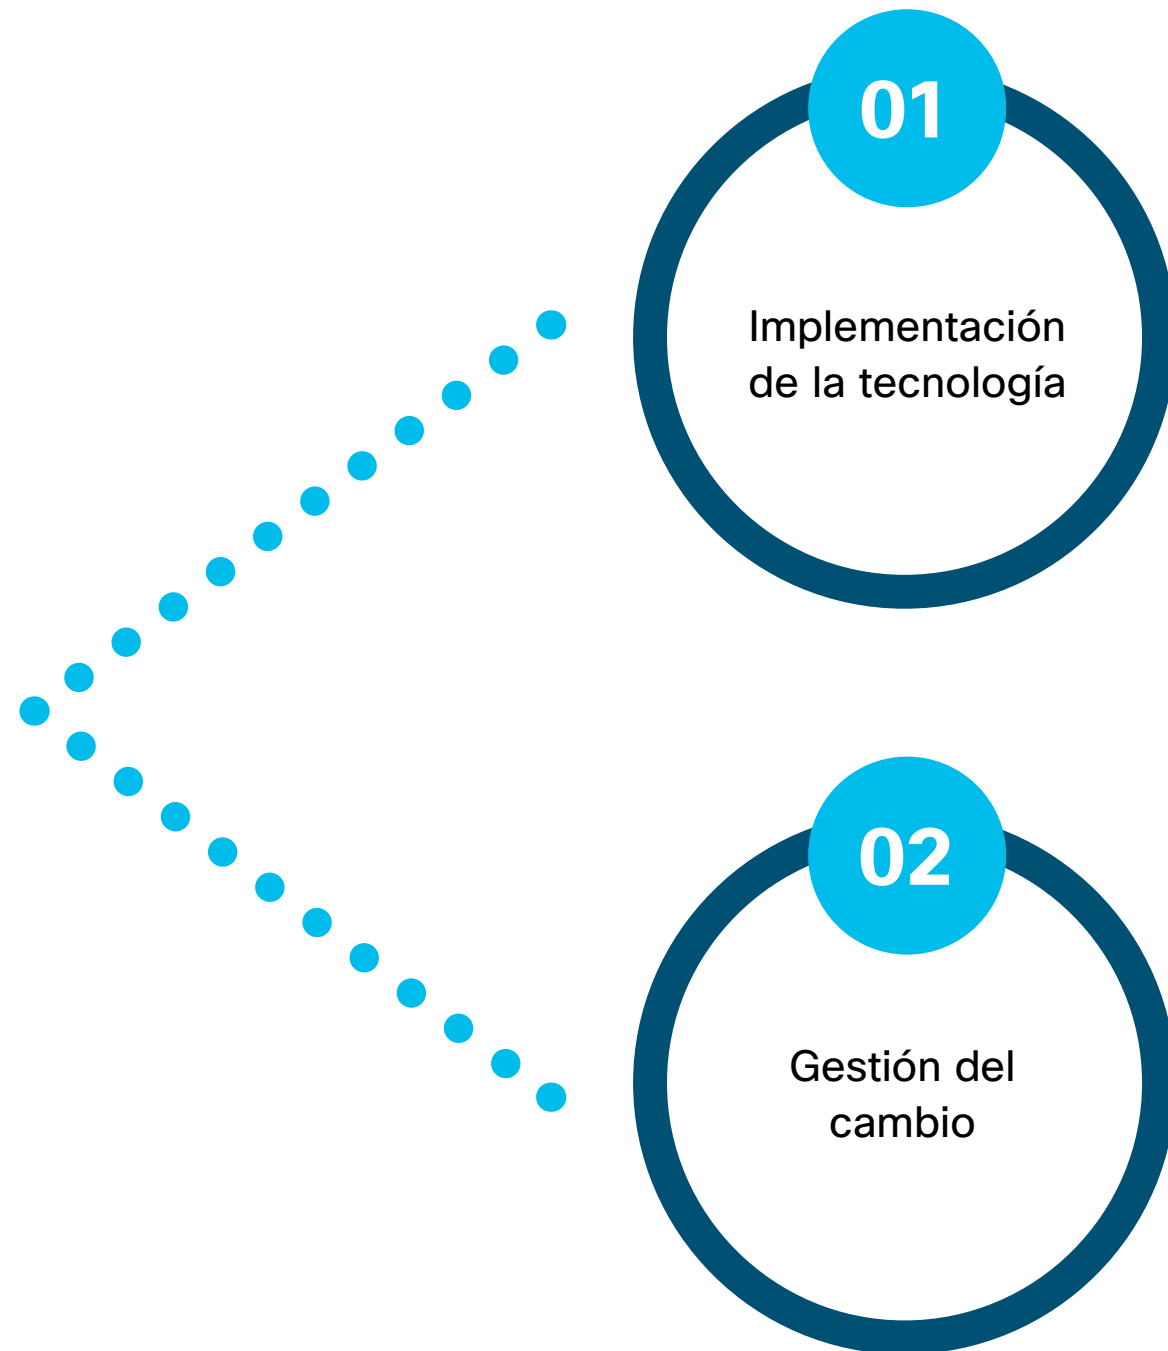 01
Implementación
de la tecnología
02
Gestión del
cambio